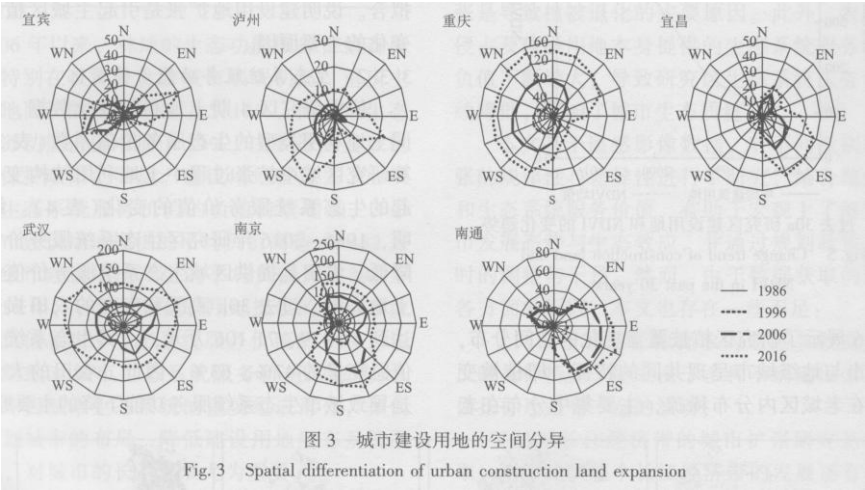 宜宾
N
50
40
30
20
10
WN
EN
W
E
WS
ES
S
泸州
N
20
10
WN
EN
W
E
WS
ES
S
重庆
N
160
120
80
40
WN
EN
W
E
WS
ES
S
宜昌
N
50
40
30
20
10
WN
EN
W
E
WS
ES
S
武汉
N
200
150
100
50
WN
EN
W
E
WS
ES
S
南京
N
250
200
150
100
50
WN
EN
W
E
WS
ES
S
南通
N
80
60
40
20
WN
EN
W
E
WS
ES
S
1986
1996
2006
2016
图 3 城市建设用地的空间分异
Fig. 3 Spatial differentiation of urban construction land expansion